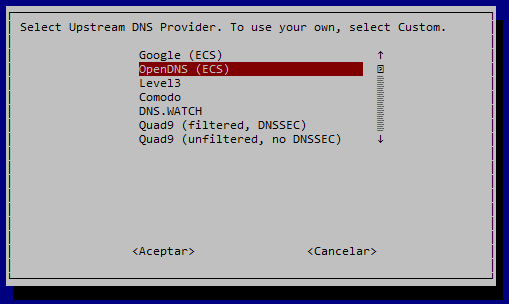 Select Upstream DNS Provider. To use your own, select Custom.
Google (ECS)
OpenDNS (ECS)
Level3
Comodo
DNS.WATCH
Quad9 (filtered, DNSSEC)
Quad9 (unfiltered, no DNSSEC)
<Aceptar> <Cancelar>